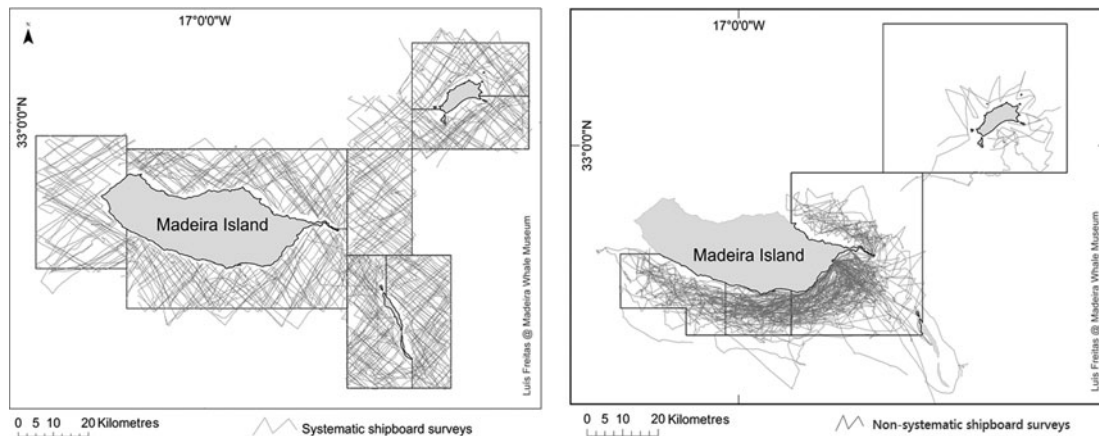 17°0'0"W
N
33°0'0"N
Madeira Island
Luis Freitas @ Madeira Whale Museum
0 5 10 20 Kilometres
Systematic shipboard surveys
17°0'0"W
33°0'0"N
Madeira Island
Luis Freitas @ Madeira Whale Museum
0 5 10 20 Kilometres
Non-systematic shipboard surveys